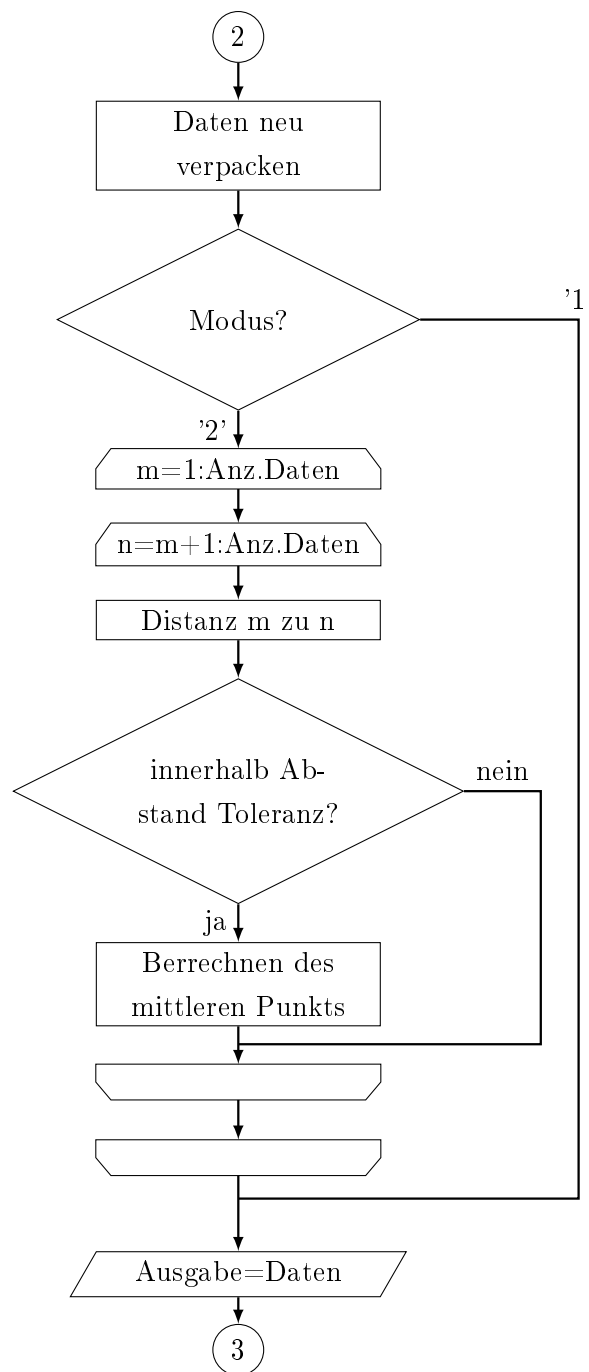 2
Daten neu
verpacken
Modus?
'1
'2'
m=1:Anz.Daten
n=m+1:Anz.Daten
Distanz m zu n
innerhalb Ab-
stand Toleranz?
nein
ja
Berrechnen des
mittleren Punkts
Ausgabe=Daten
3